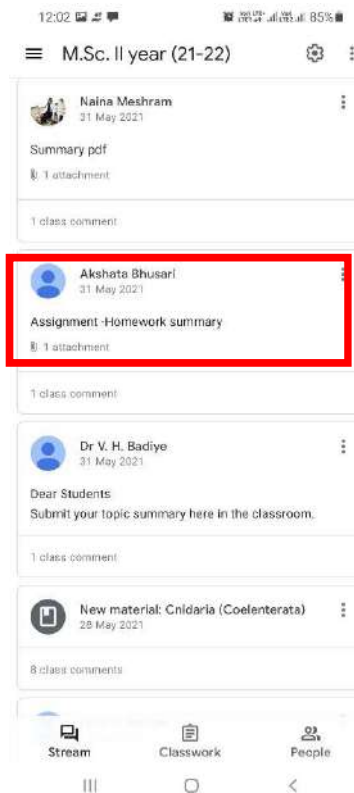 12:02
85%
M.Sc. II year (21-22)
Naina Meshram
31 May 2021
Summary pdf
1 attachment
1 class comment
Akshata Bhusari
31 May 2021
Assignment -Homework summary
1 attachment
1 class comment
Dr V. H. Badiye
31 May 2021
Dear Students
Submit your topic summary here in the classroom.
1 class comment
New material: Cnidaria (Coelenterata)
28 May 2021
8 class comments
Stream
Classwork
People